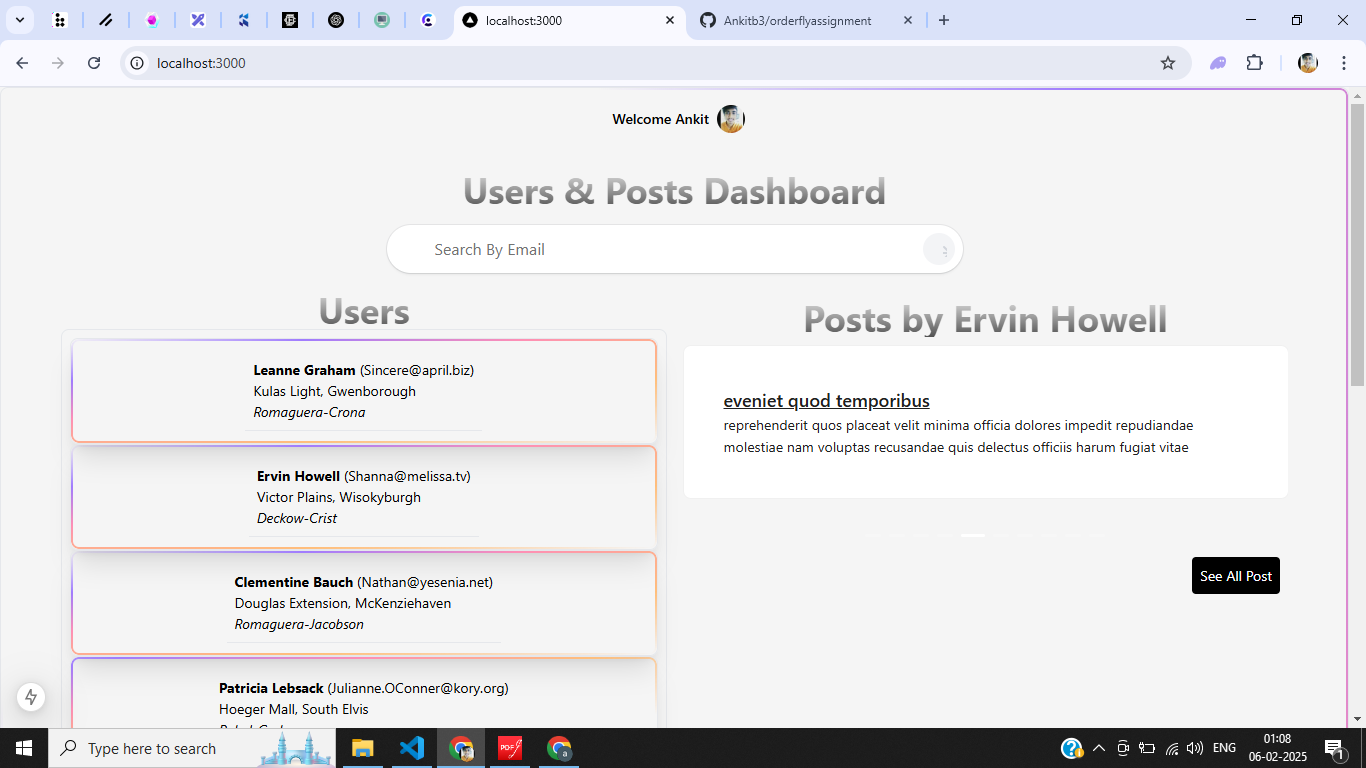 localhost:3000
Ankitb3/orderflyassignment
localhost:3000
Welcome Ankit
Users & Posts Dashboard
Search By Email
Users
Posts by Ervin Howell
Leanne Graham (Sincere@april.biz)
Kulas Light, Gwenborough
Romaguera-Crona
Ervin Howell (Shanna@melissa.tv)
Victor Plains, Wisokyburgh
Deckow-Crist
Clementine Bauch (Nathan@yesenia.net)
Douglas Extension, McKenziehaven
Romaguera-Jacobson
Patricia Lebsack (Julianne.OConner@kory.org)
Hoeger Mall, South Elvis
eveniet quod temporibus
reprehenderit quos placeat velit minima officia dolores impedit repudiandae
molestiae nam voluptas recusandae quis delectus officiis harum fugiat vitae
See All Post
Type here to search
PDF
a
ENG
01:08
06-02-2025
1